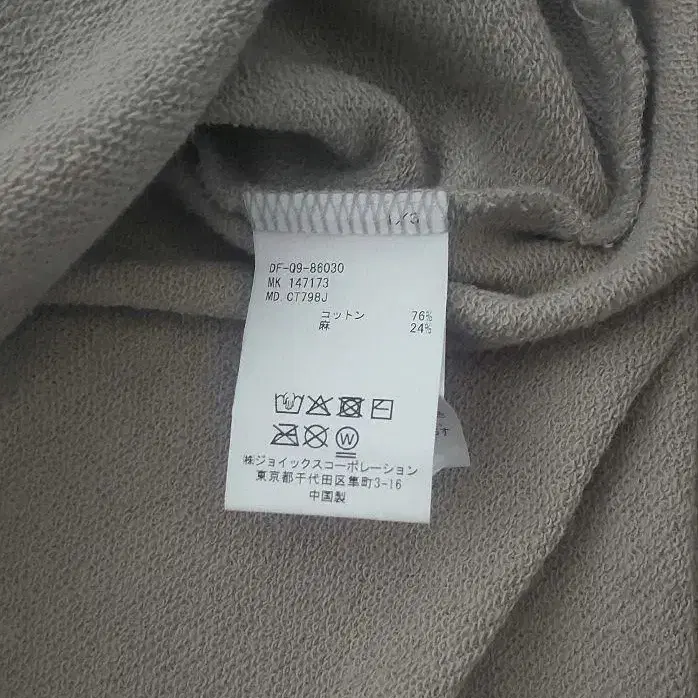 DF-Q9-86030
MK 147173
MD.CT798J
コットン 76%
麻 24%
W
㈱ジョイックスコーポレーション
東京都千代田区隼町3-16
中国製